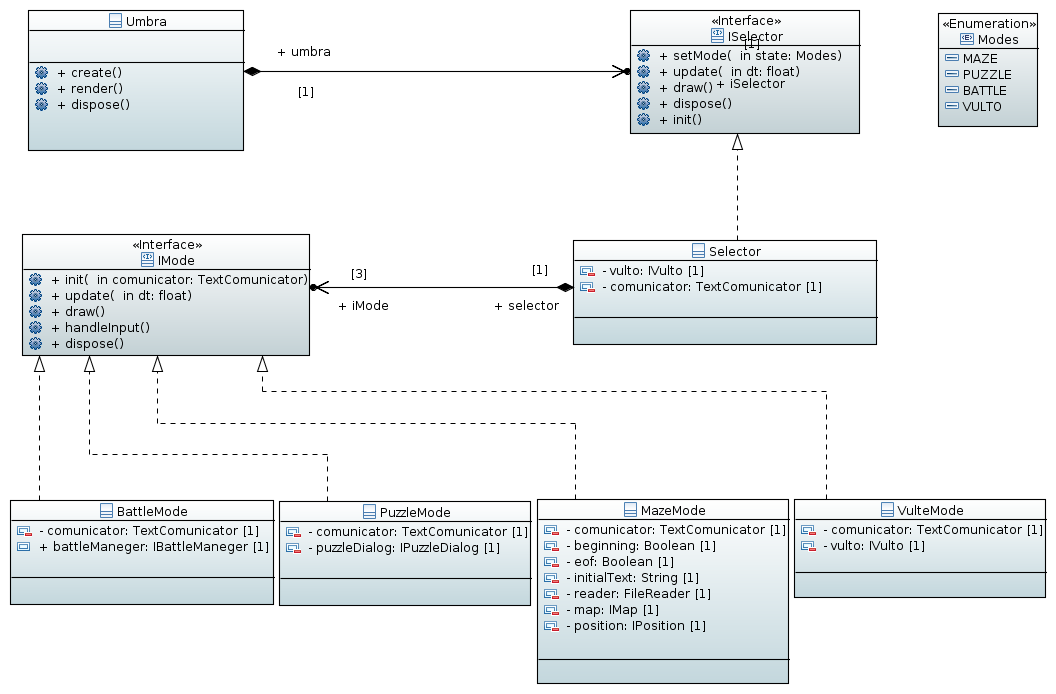 Umbra
+ create()
+ render()
+ dispose()
+ umbra
[1]
«Interface»
ISelector
[1]
+ setMode(  in state: Modes)
+ update(  in dt: float)
+ draw()
+ iSelector
+ dispose()
+ init()
«Enumeration»
Modes
MAZE
PUZZLE
BATTLE
VULTO
«Interface»
IMode
+ init(  in comunicator: TextComunicator)
+ update(  in dt: float)
+ draw()
+ handleInput()
+ dispose()
[3]
+ iMode
[1]
+ selector
Selector
- vulto: IVulto [1]
- comunicator: TextComunicator [1]
BattleMode
- comunicator: TextComunicator [1]
+ battleManeger: IBattleManeger [1]
PuzzleMode
- comunicator: TextComunicator [1]
- puzzleDialog: IPuzzleDialog [1]
MazeMode
- comunicator: TextComunicator [1]
- beginning: Boolean [1]
- eof: Boolean [1]
- initialText: String [1]
- reader: FileReader [1]
- map: IMap [1]
- position: IPosition [1]
VulteMode
- comunicator: TextComunicator [1]
- vulto: IVulto [1]